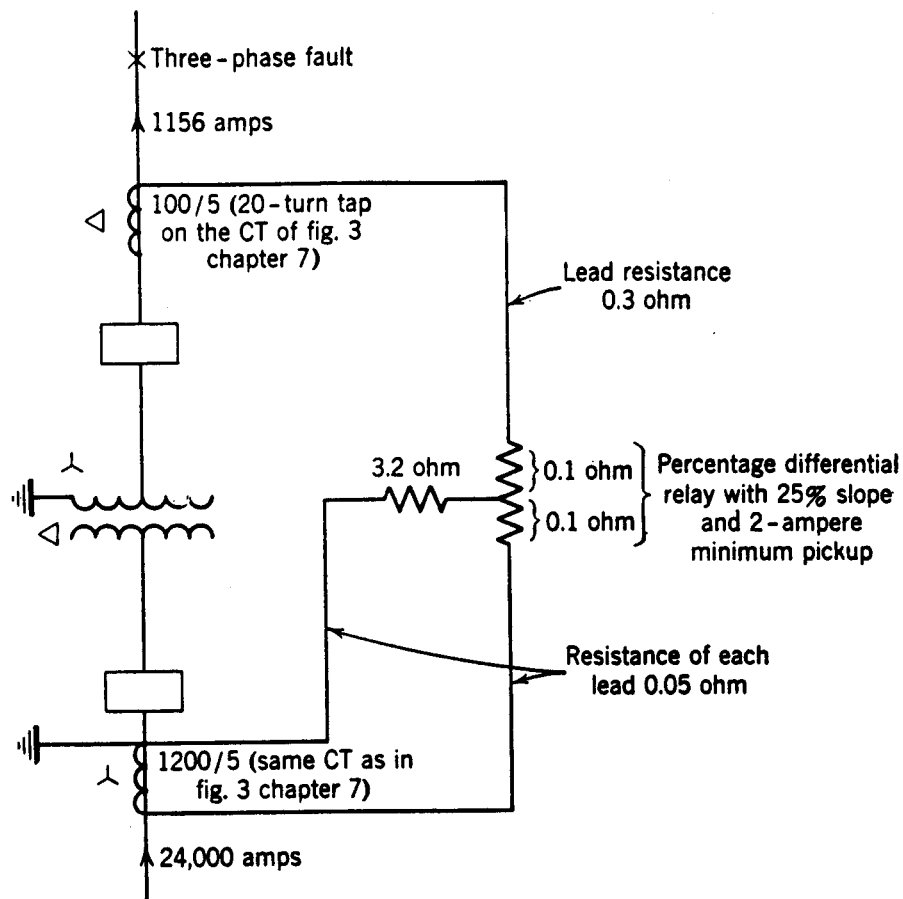 Three-phase fault
1156 amps
100/5 (20-turn tap
on the CT of fig. 3
chapter 7)
Lead resistance
0.3 ohm
3.2 ohm
0.1 ohm
0.1 ohm
Percentage differential
relay with 25% slope
and 2-ampere
minimum pickup
Resistance of each
lead 0.05 ohm
1200/5 (same CT as in
fig. 3 chapter 7)
24,000 amps